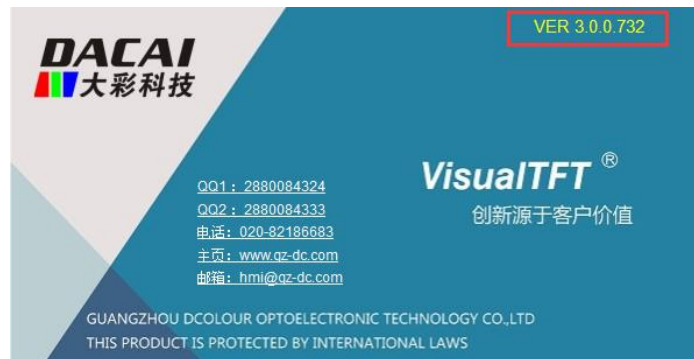 VER 3.0.0.732
DACAI
大彩科技
VisualTFT ®
创新源于客户价值
QQ1：2880084324
QQ2：2880084333
电话：020-82186683
主页：www.gz-dc.com
邮箱：hmi@gz-dc.com
GUANGZHOU DCOLOUR OPTOELECTRONIC TECHNOLOGY CO.,LTD
THIS PRODUCT IS PROTECTED BY INTERNATIONAL LAWS